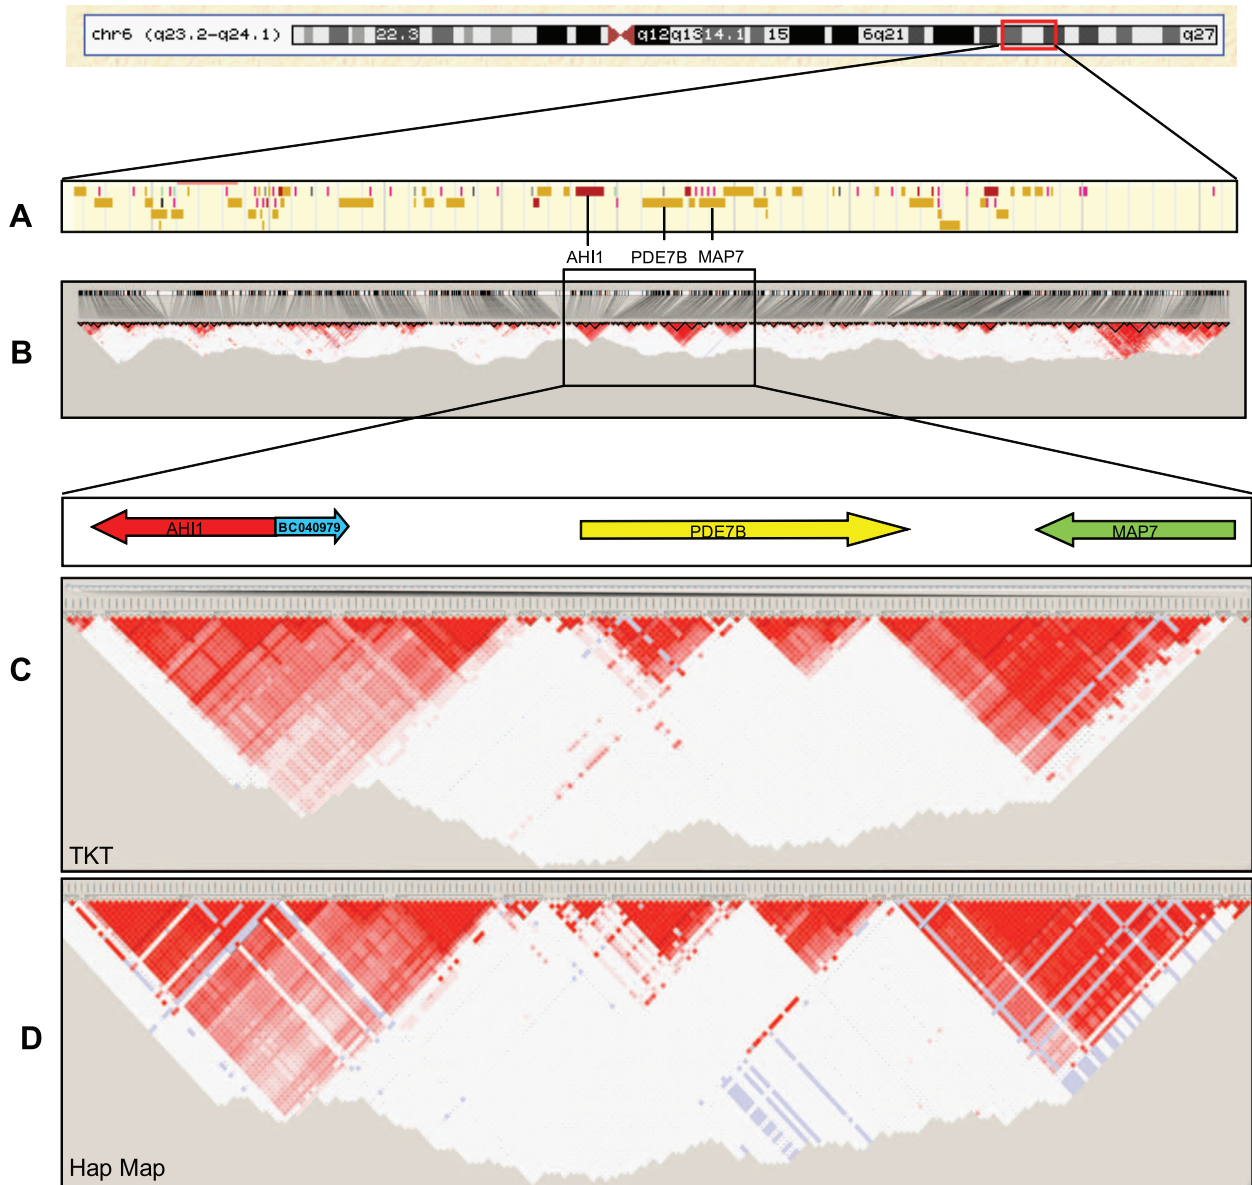 chr6 (q23.2-q24.1) 22.3 q12 q13 14.1 15 6q21 q27
A
AHI1 PDE7B MAP7
B
AHI1 BC040979 PDE7B MAP7
C
TKT
D
Hap Map